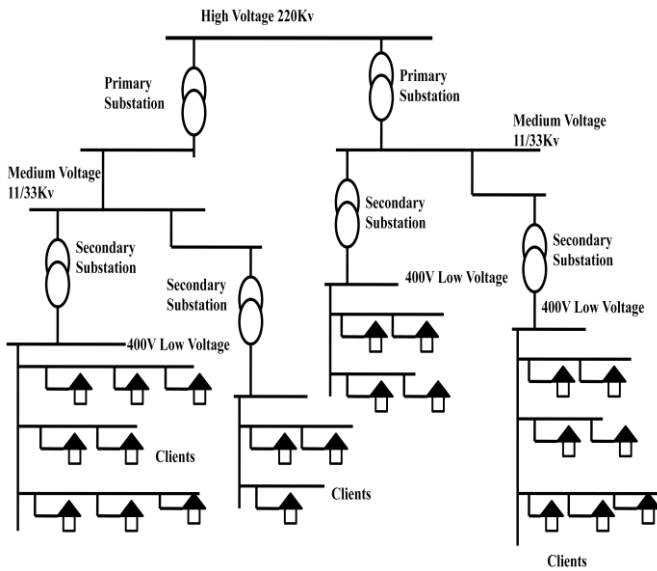 High Voltage 220Kv
Primary
Substation
Primary
Substation
Medium Voltage
11/33Kv
Medium Voltage
11/33Kv
Secondary
Substation
Secondary
Substation
Secondary
Substation
Secondary
Substation
400V Low Voltage
400V Low Voltage
400V Low Voltage
Clients
Clients
Clients